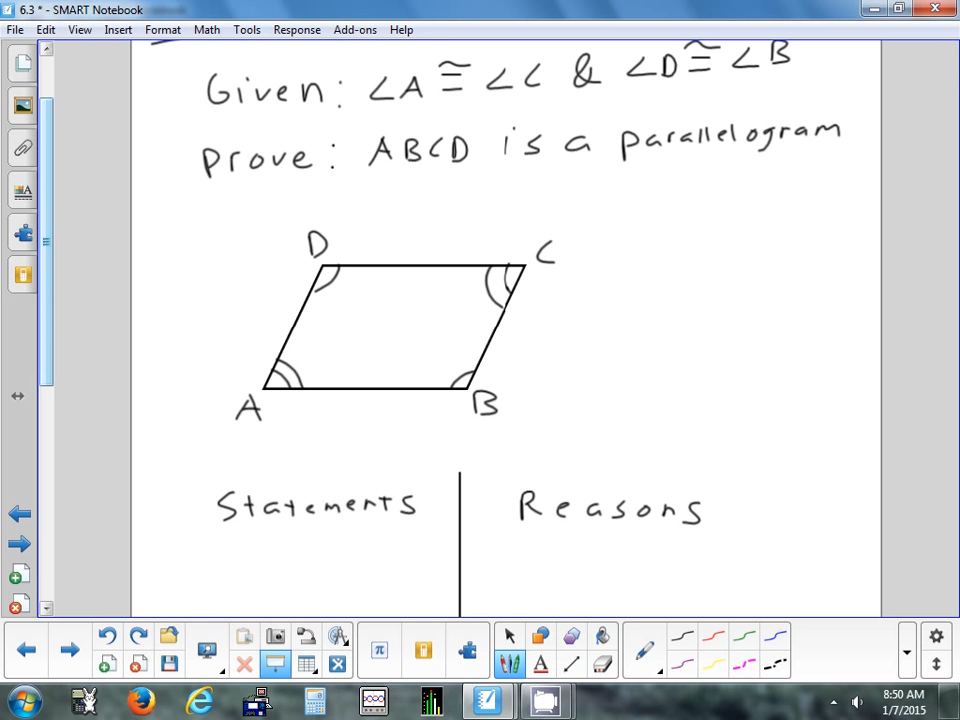 6.3 * - SMART Notebook
File Edit View Insert Format Math Tools Response Add-ons Help
Given: ∠A ≅ ∠C & ∠D ≅ ∠B
Prove: ABCD is a parallelogram
D C
A B
Statements Reasons
8:50 AM
1/7/2015